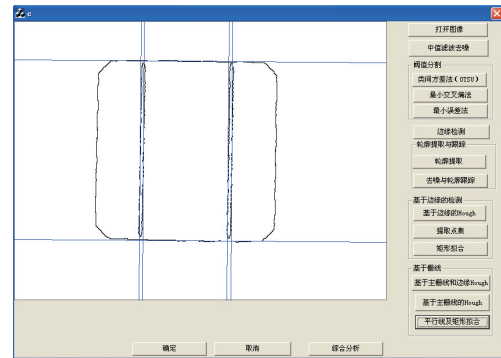 c
打开图像
中值滤波去噪
阈值分割
类间方差法(OTSU)
最小交叉熵法
最小误差法
边缘检测
轮廓提取与跟踪
轮廓提取
去噪与轮廓跟踪
基于边缘的检测
基于边缘的Hough
提取点集
矩形拟合
基于栅线
基于主栅线和边缘Hough
基于主栅线的Hough
平行线及矩形拟合
确定
取消
综合分析